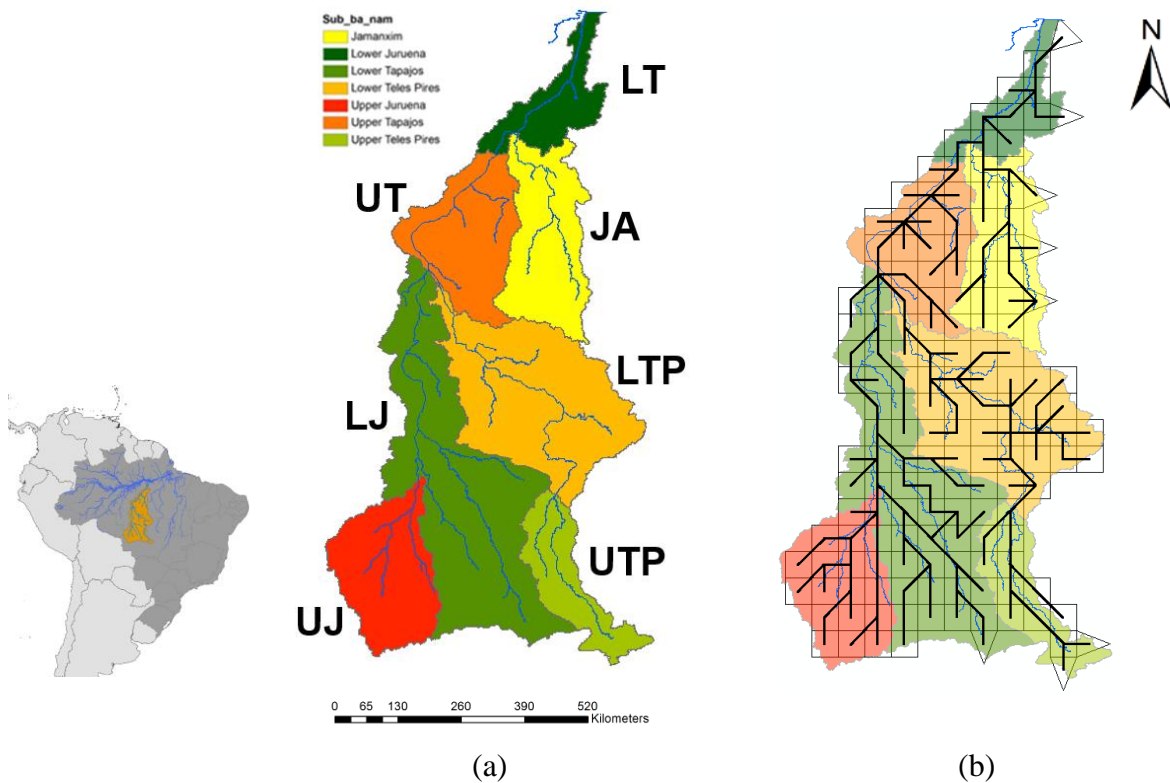 Sub_ba_nam
Jamanxim
Lower Juruena
Lower Tapajos
Lower Teles Pires
Upper Juruena
Upper Tapajos
Upper Teles Pires
LT
UT
JA
LTP
LJ
UTP
UJ
N
0 65 130 260 390 520
Kilometers
(a)
(b)